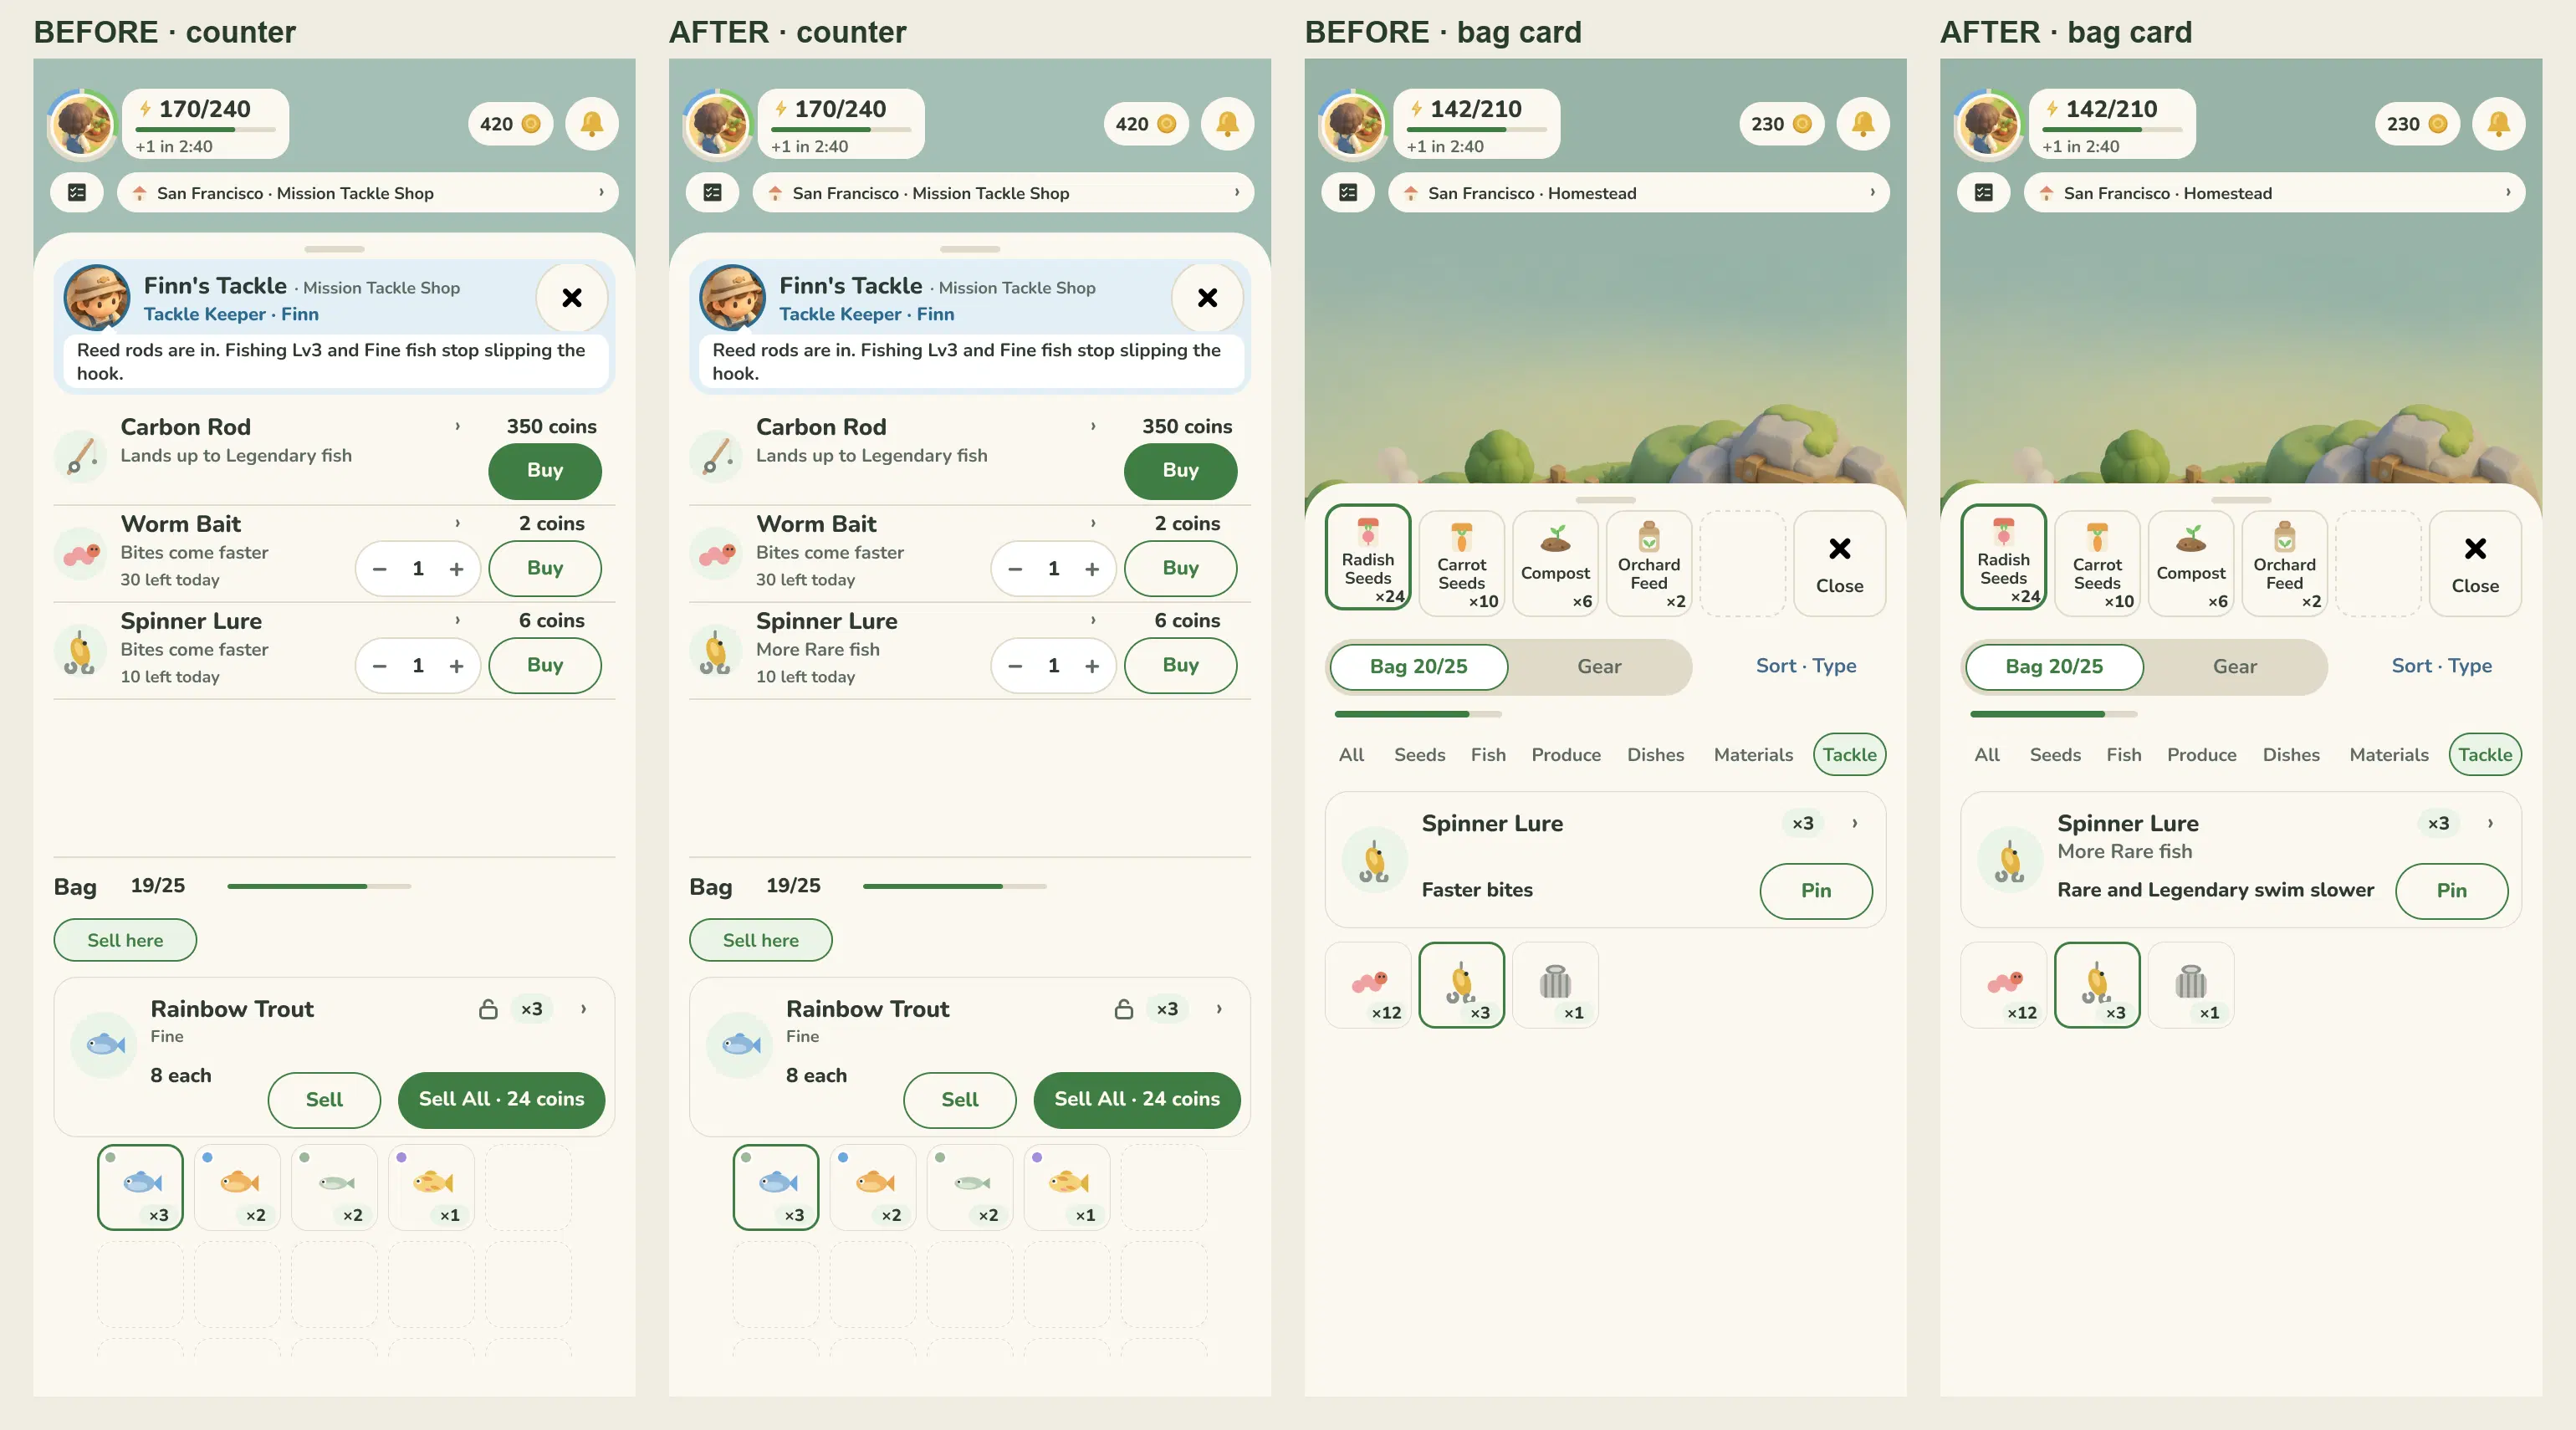 BEFORE · counter
170/240
+1 in 2:40
420
San Francisco · Mission Tackle Shop
Finn's Tackle · Mission Tackle Shop
Tackle Keeper · Finn
Reed rods are in. Fishing Lv3 and Fine fish stop slipping the
hook.
Carbon Rod
350 coins
Lands up to Legendary fish
Buy
Worm Bait
2 coins
Bites come faster
30 left today
− 1 +
Buy
Spinner Lure
6 coins
Bites come faster
10 left today
− 1 +
Buy
Bag 19/25
Sell here
Rainbow Trout
×3
Fine
8 each
Sell
Sell All · 24 coins
×3
×2
×2
×1
AFTER · counter
170/240
+1 in 2:40
420
San Francisco · Mission Tackle Shop
Finn's Tackle · Mission Tackle Shop
Tackle Keeper · Finn
Reed rods are in. Fishing Lv3 and Fine fish stop slipping the
hook.
Carbon Rod
350 coins
Lands up to Legendary fish
Buy
Worm Bait
2 coins
Bites come faster
30 left today
− 1 +
Buy
Spinner Lure
6 coins
More Rare fish
10 left today
− 1 +
Buy
Bag 19/25
Sell here
Rainbow Trout
×3
Fine
8 each
Sell
Sell All · 24 coins
×3
×2
×2
×1
BEFORE · bag card
142/210
+1 in 2:40
230
San Francisco · Homestead
Radish
Seeds
×24
Carrot
Seeds
×10
Compost
×6
Orchard
Feed
×2
Close
Bag 20/25
Gear
Sort · Type
All Seeds Fish Produce Dishes Materials Tackle
Spinner Lure
×3
Faster bites
Pin
×12
×3
×1
AFTER · bag card
142/210
+1 in 2:40
230
San Francisco · Homestead
Radish
Seeds
×24
Carrot
Seeds
×10
Compost
×6
Orchard
Feed
×2
Close
Bag 20/25
Gear
Sort · Type
All Seeds Fish Produce Dishes Materials Tackle
Spinner Lure
×3
More Rare fish
Rare and Legendary swim slower
Pin
×12
×3
×1